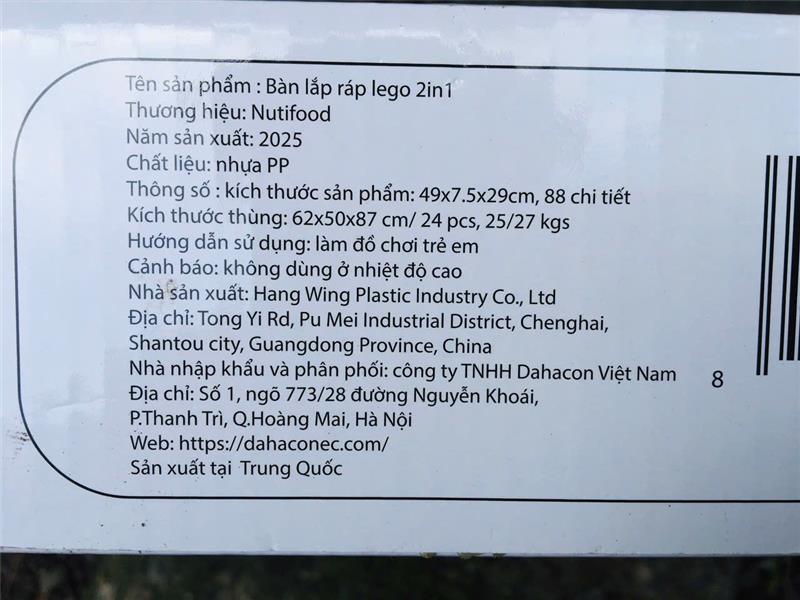 Tên sản phẩm : Bàn lắp ráp lego 2in1
Thương hiệu: Nutifood
Năm sản xuất: 2025
Chất liệu: nhựa PP
Thông số : kích thước sản phẩm: 49x7.5x29cm, 88 chi tiết
Kích thước thùng: 62x50x87 cm/ 24 pcs, 25/27 kgs
Hướng dẫn sử dụng: làm đồ chơi trẻ em
Cảnh báo: không dùng ở nhiệt độ cao
Nhà sản xuất: Hang Wing Plastic Industry Co., Ltd
Địa chỉ: Tong Yi Rd, Pu Mei Industrial District, Chenghai,
Shantou city, Guangdong Province, China
Nhà nhập khẩu và phân phối: công ty TNHH Dahacon Việt Nam
Địa chỉ: Số 1, ngõ 773/28 đường Nguyễn Khoái,
P.Thanh Trì, Q.Hoàng Mai, Hà Nội
Web: https://dahaconec.com/
Sản xuất tại  Trung Quốc
8